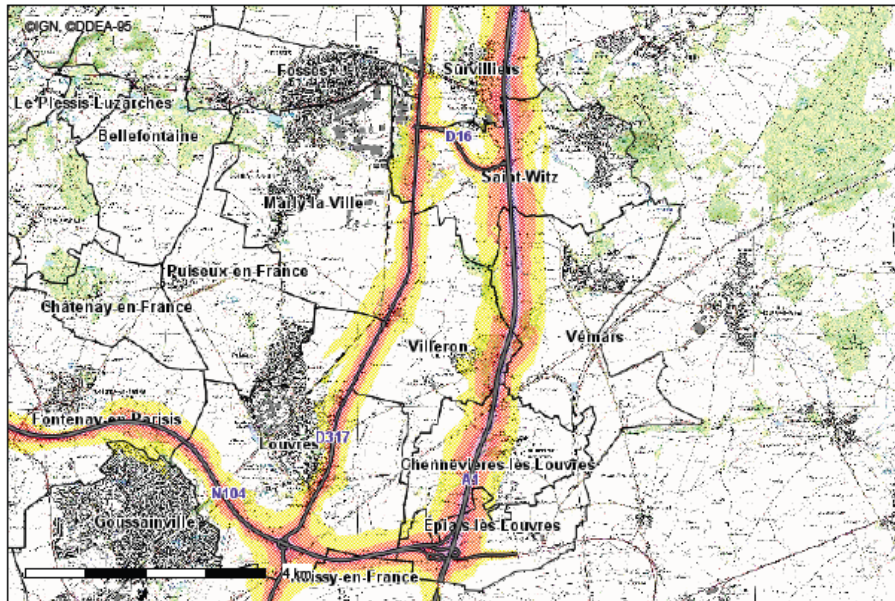 ©IGN, ©DDEA-95
Fosses
Survilliers
Le Plessis-Luzarches
Bellefontaine
D16
Saint-Witz
Marly-la-Ville
Puiseux-en-France
Châtenay-en-France
Villeron
Vémars
Fontenay-en-Parisis
Louvres
D317
Chennevières-lès-Louvres
A1
N104
Goussainville
Épiais-lès-Louvres
Roissy-en-France
4 km